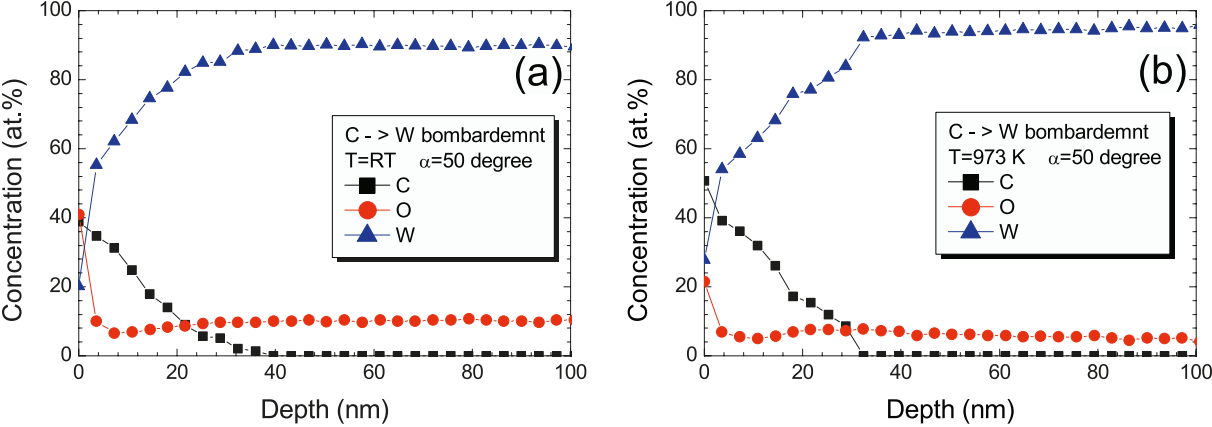 100
80
60
40
20
0
Concentration (at.%)
0 20 40 60 80 100
Depth (nm)
(a)
C - > W bombardemnt
T=RT α=50 degree
C
O
W
100
80
60
40
20
0
Concentration (at.%)
0 20 40 60 80 100
Depth (nm)
(b)
C - > W bombardemnt
T=973 K α=50 degree
C
O
W